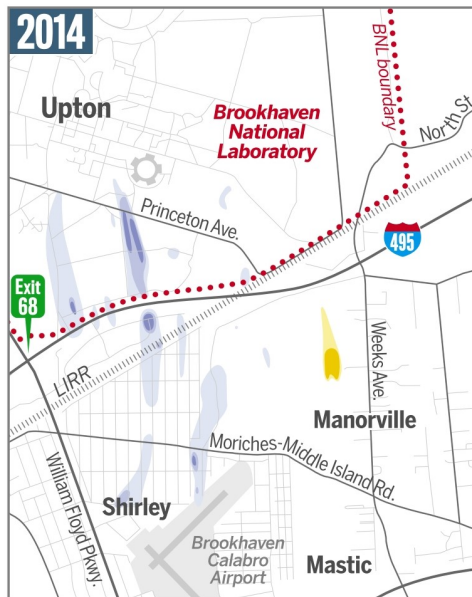 2014
Upton
Brookhaven
National
Laboratory
BNL boundary
North St.
Princeton Ave.
495
Exit
68
LIRR
Weeks Ave.
Manorville
Moriches-Middle Island Rd.
William Floyd Pkwy.
Shirley
Brookhaven
Calabro
Airport
Mastic